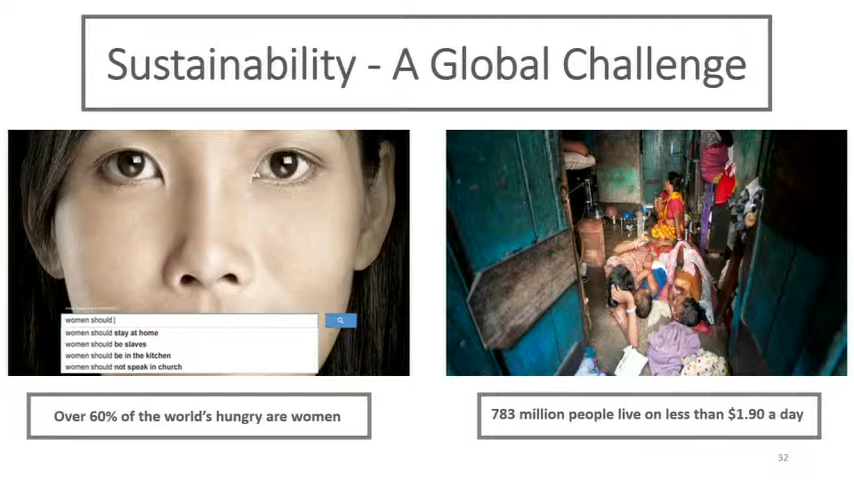 Sustainability - A Global Challenge
women should
women should stay at home
women should be slaves
women should be in the kitchen
women should not speak in church
Over 60% of the world's hungry are women
783 million people live on less than $1.90 a day
32